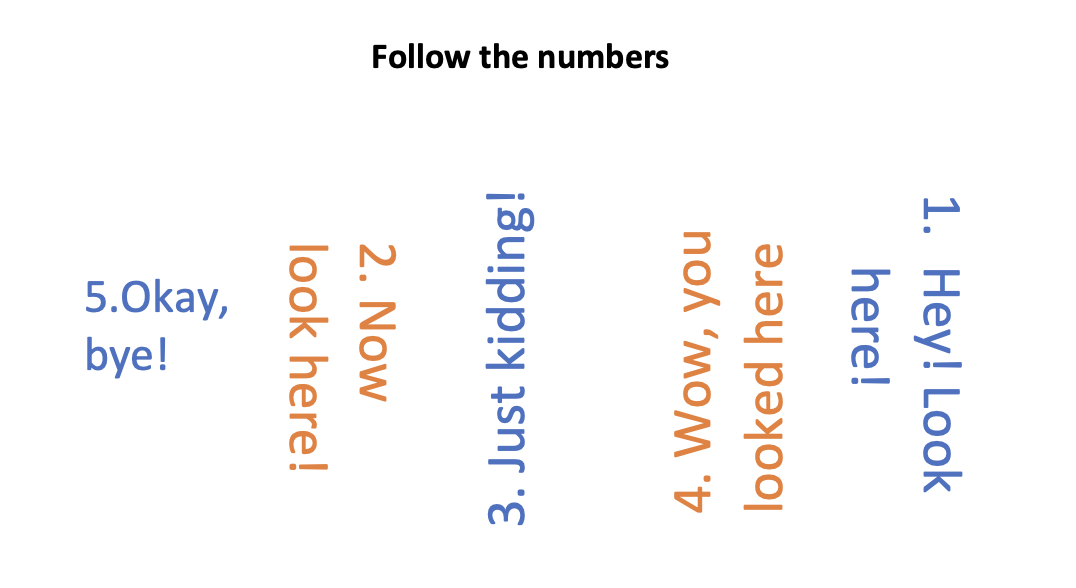 Follow the numbers
1. Hey! Look
here!
2. Now
look here!
3. Just kidding!
4. Wow, you
looked here
5.Okay,
bye!